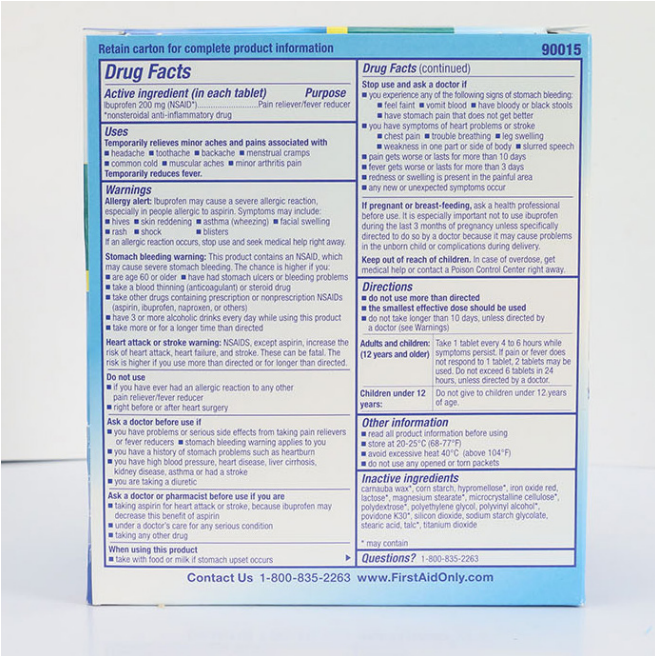 Retain carton for complete product information 90015
Drug Facts
Active ingredient (in each tablet) Purpose
Ibuprofen 200 mg (NSAID*)............................Pain reliever/fever reducer
*nonsteroidal anti-inflammatory drug
Uses
Temporarily relieves minor aches and pains associated with
■ headache ■ toothache ■ backache ■ menstrual cramps
■ common cold ■ muscular aches ■ minor arthritis pain
Temporarily reduces fever.
Warnings
Allergy alert: Ibuprofen may cause a severe allergic reaction,
especially in people allergic to aspirin. Symptoms may include:
■ hives ■ skin reddening ■ asthma (wheezing) ■ facial swelling
■ rash ■ shock ■ blisters
If an allergic reaction occurs, stop use and seek medical help right away.
Stomach bleeding warning: This product contains an NSAID, which
may cause severe stomach bleeding. The chance is higher if you:
■ are age 60 or older ■ have had stomach ulcers or bleeding problems
■ take a blood thinning (anticoagulant) or steroid drug
■ take other drugs containing prescription or nonprescription NSAIDs
(aspirin, ibuprofen, naproxen, or others)
■ have 3 or more alcoholic drinks every day while using this product
■ take more or for a longer time than directed
Heart attack or stroke warning: NSAIDS, except aspirin, increase the
risk of heart attack, heart failure, and stroke. These can be fatal. The
risk is higher if you use more than directed or for longer than directed.
Do not use
■ if you have ever had an allergic reaction to any other
pain reliever/fever reducer
■ right before or after heart surgery
Ask a doctor before use if
■ you have problems or serious side effects from taking pain relievers
or fever reducers ■ stomach bleeding warning applies to you
■ you have a history of stomach problems such as heartburn
■ you have high blood pressure, heart disease, liver cirrhosis,
kidney disease, asthma or had a stroke
■ you are taking a diuretic
Ask a doctor or pharmacist before use if you are
■ taking aspirin for heart attack or stroke, because ibuprofen may
decrease this benefit of aspirin
■ under a doctor's care for any serious condition
■ taking any other drug
When using this product
■ take with food or milk if stomach upset occurs
Drug Facts (continued)
Stop use and ask a doctor if
■ you experience any of the following signs of stomach bleeding:
■ feel faint ■ vomit blood ■ have bloody or black stools
■ have stomach pain that does not get better
■ you have symptoms of heart problems or stroke
■ chest pain ■ trouble breathing ■ leg swelling
■ weakness in one part or side of body ■ slurred speech
■ pain gets worse or lasts for more than 10 days
■ fever gets worse or lasts for more than 3 days
■ redness or swelling is present in the painful area
■ any new or unexpected symptoms occur
If pregnant or breast-feeding, ask a health professional
before use. It is especially important not to use ibuprofen
during the last 3 months of pregnancy unless specifically
directed to do so by a doctor because it may cause problems
in the unborn child or complications during delivery.
Keep out of reach of children. In case of overdose, get
medical help or contact a Poison Control Center right away.
Directions
■ do not use more than directed
■ the smallest effective dose should be used
■ do not take longer than 10 days, unless directed by
a doctor (see Warnings)
Adults and children: Take 1 tablet every 4 to 6 hours while
(12 years and older) symptoms persist. If pain or fever does
not respond to 1 tablet, 2 tablets may be
used. Do not exceed 6 tablets in 24
hours, unless directed by a doctor.
Children under 12 Do not give to children under 12 years
years: of age.
Other information
■ read all product information before using
■ store at 20-25°C (68-77°F)
■ avoid excessive heat 40°C (above 104°F)
■ do not use any opened or torn packets
Inactive ingredients
carnauba wax*, corn starch, hypromellose*, iron oxide red,
lactose*, magnesium stearate*, microcrystalline cellulose*,
polydextrose*, polyethylene glycol, polyvinyl alcohol*,
povidone K30*, silicon dioxide, sodium starch glycolate,
stearic acid, talc*, titanium dioxide
* may contain
Questions? 1-800-835-2263
Contact Us 1-800-835-2263 www.FirstAidOnly.com